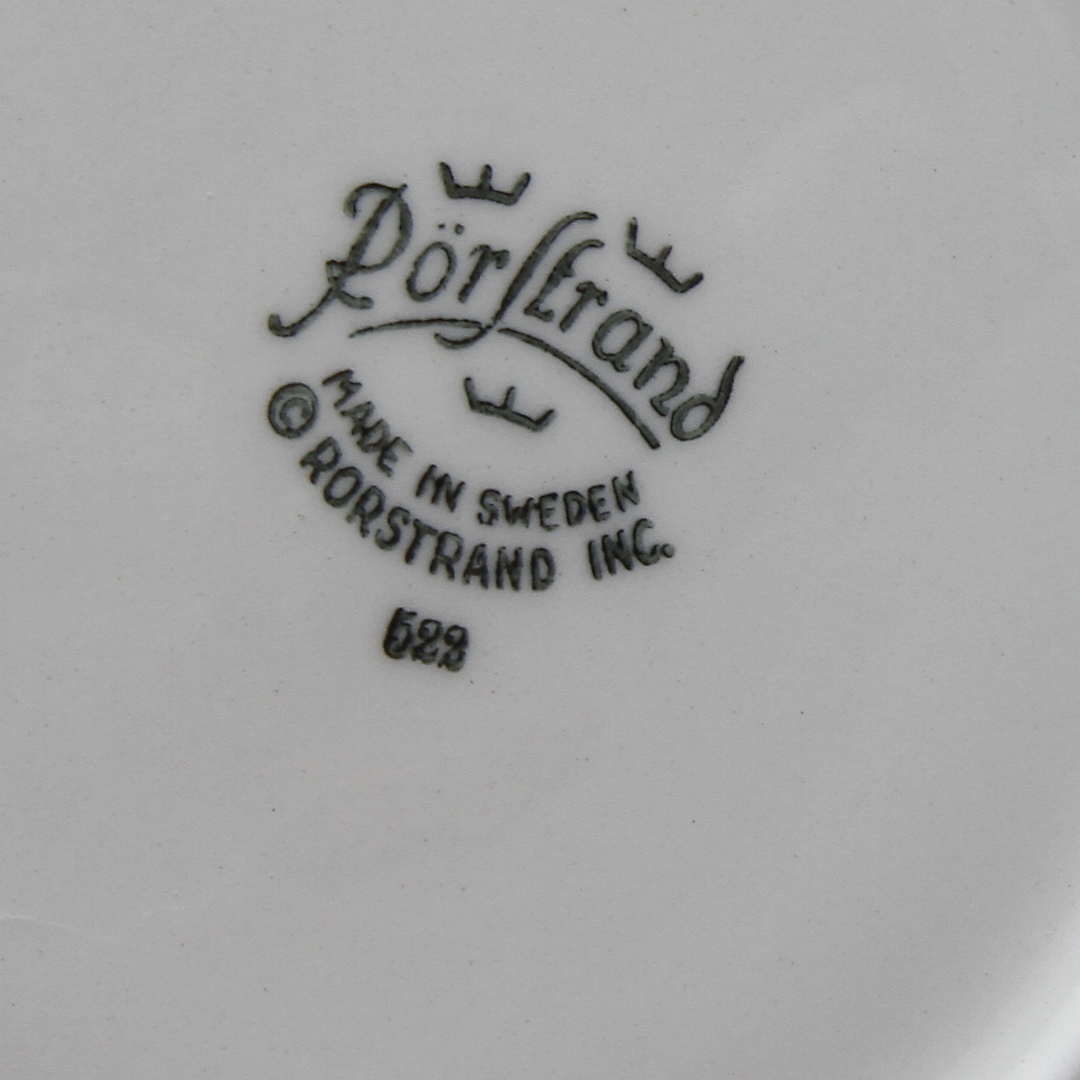 Rörstrand
MADE IN SWEDEN
© RORSTRAND INC.
522